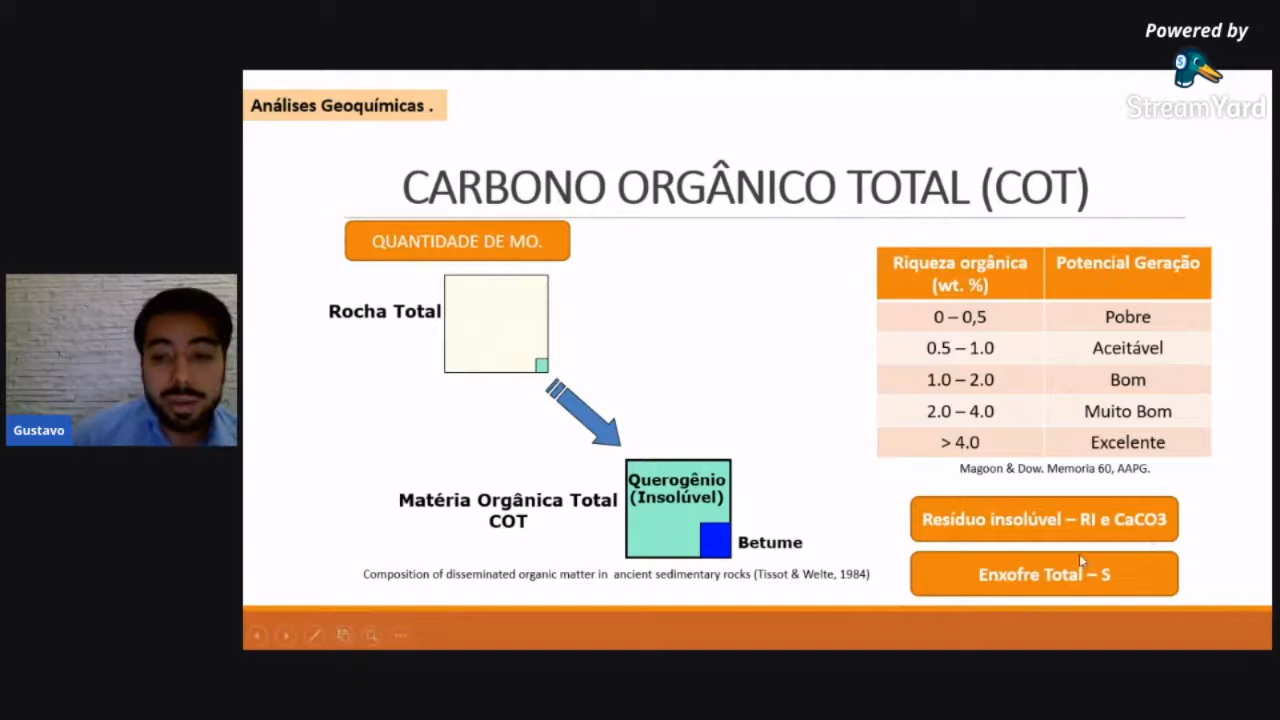 Powered by
StreamYard
Análises Geoquímicas .
CARBONO ORGÂNICO TOTAL (COT)
QUANTIDADE DE MO.
Rocha Total
Matéria Orgânica Total
COT
Querogênio
(Insolúvel)
Betume
Composition of disseminated organic matter in ancient sedimentary rocks (Tissot & Welte, 1984)
Riqueza orgânica
(wt. %)
Potencial Geração
0 – 0,5 Pobre
0.5 – 1.0 Aceitável
1.0 – 2.0 Bom
2.0 – 4.0 Muito Bom
> 4.0 Excelente
Magoon & Dow. Memoria 60, AAPG.
Resíduo insolúvel – RI e CaCO3
Enxofre Total – S
Gustavo